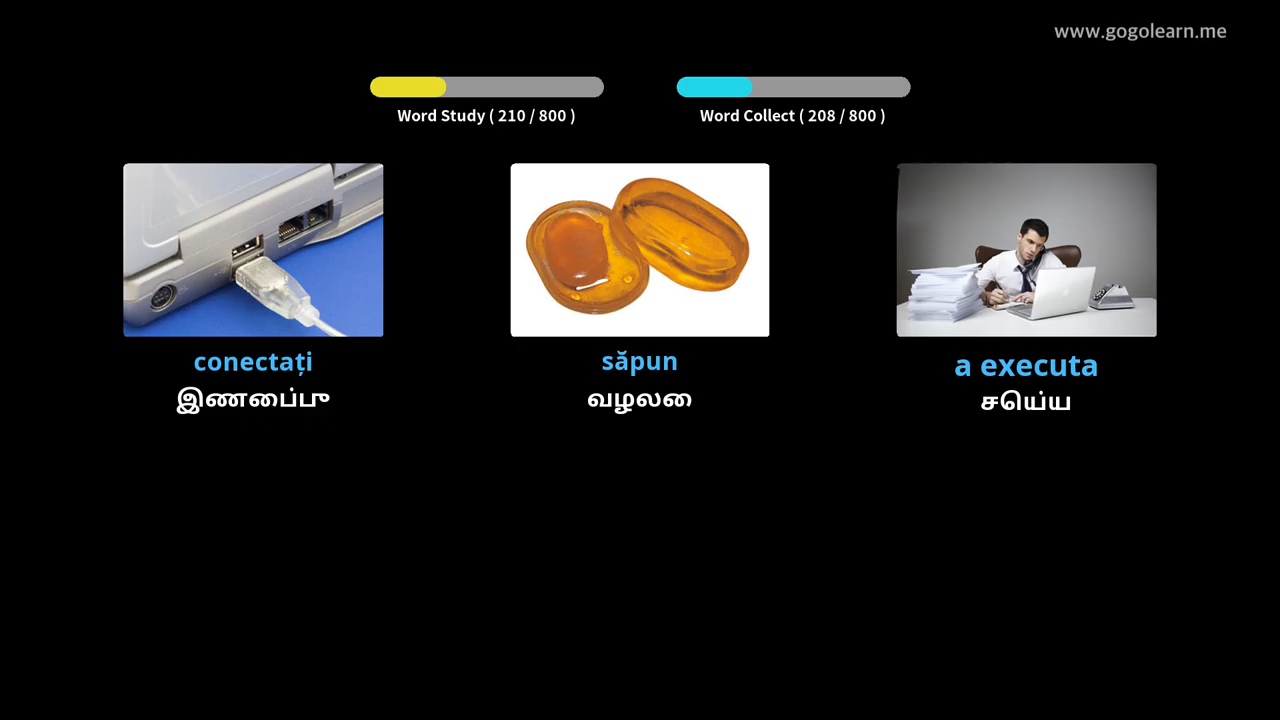 www.gogolearn.me
Word Study ( 210 / 800 )
Word Collect ( 208 / 800 )
conectați
இணைப்பு
săpun
வழலை
a executa
செய்ய